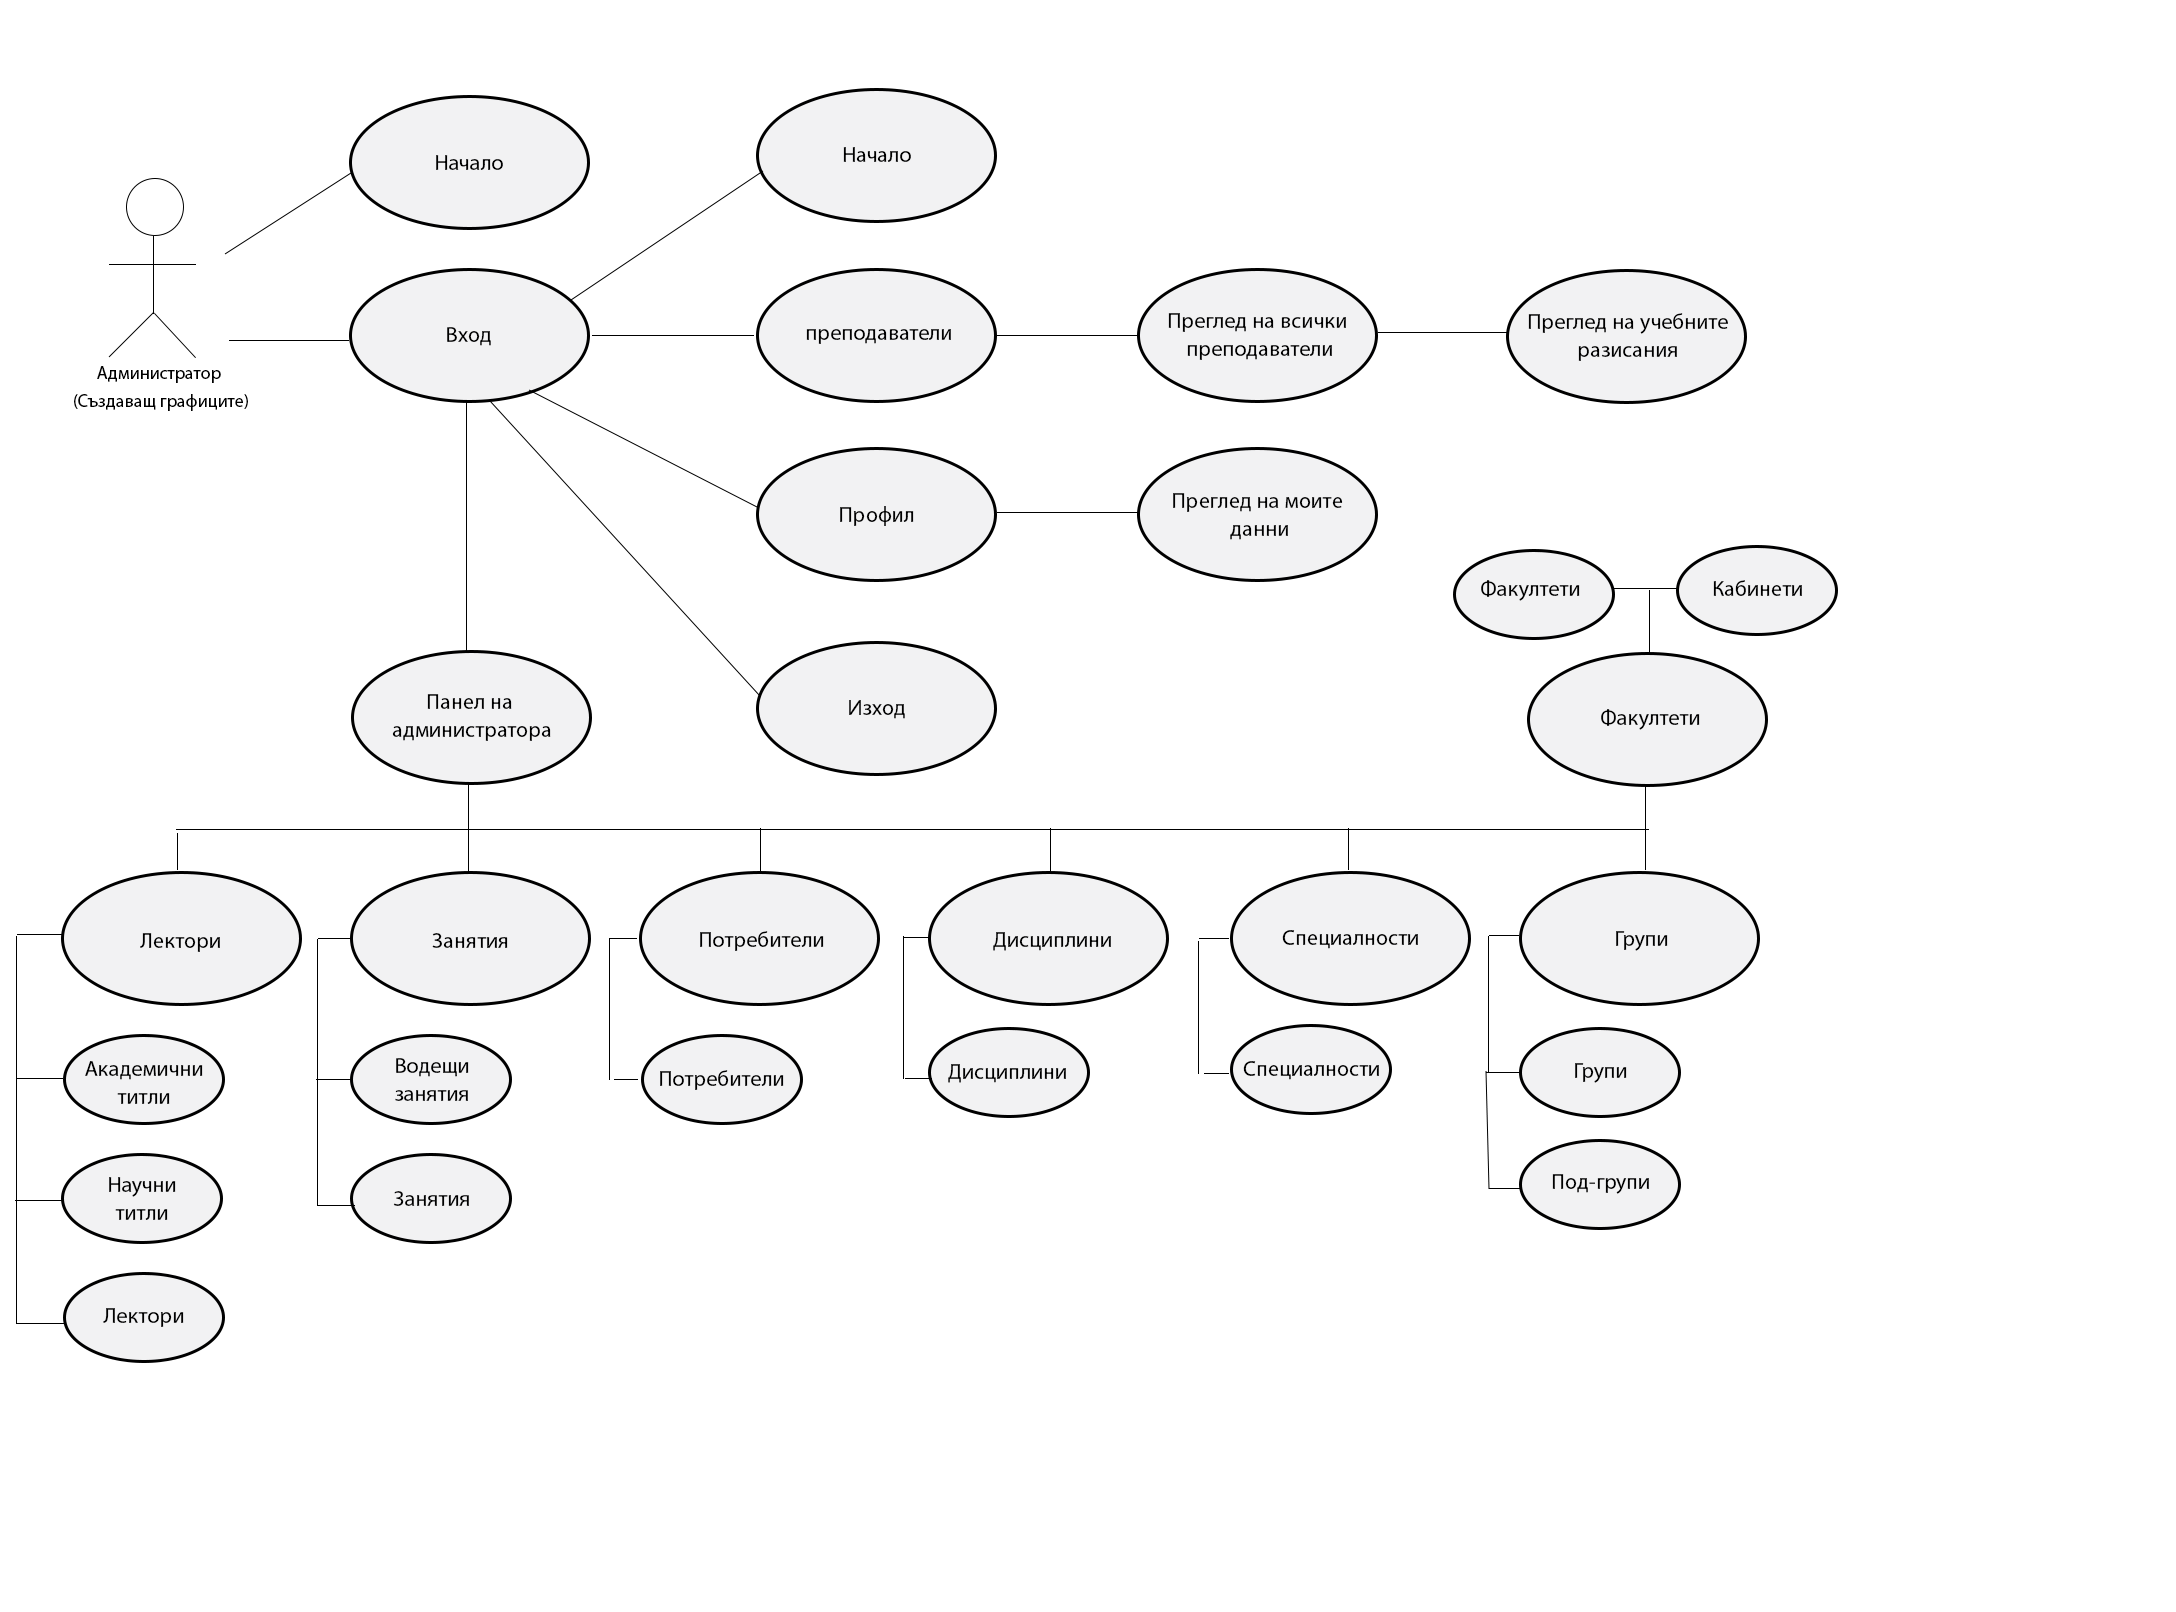 Начало
Начало
Администратор
(Създаващ графиците)
Вход
преподаватели
Преглед на всички
преподаватели
Преглед на учебните
разисания
Профил
Преглед на моите
данни
Факултети
Кабинети
Панел на
администратора
Изход
Факултети
Лектори
Занятия
Потребители
Дисциплини
Специалности
Групи
Академични
титли
Водещи
занятия
Потребители
Дисциплини
Специалности
Групи
Научни
титли
Занятия
Под-групи
Лектори